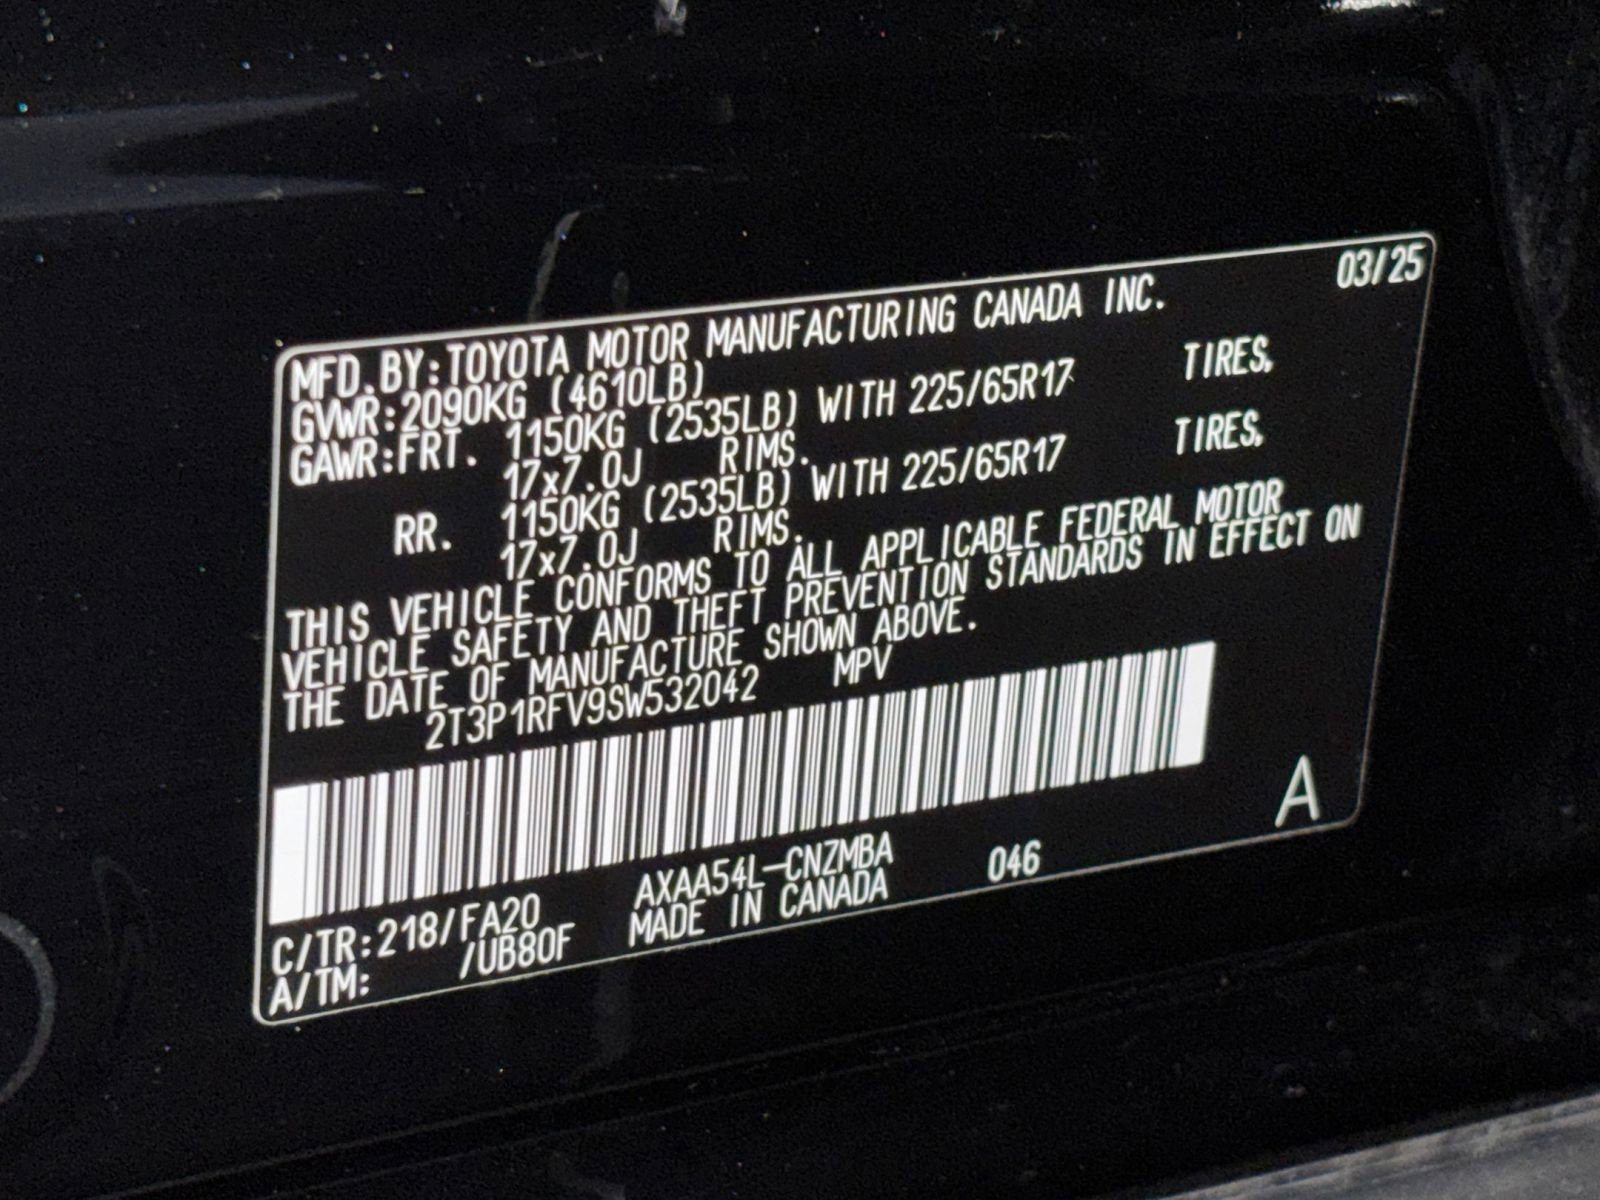 03/25
MFD. BY: TOYOTA MOTOR MANUFACTURING CANADA INC.
GVWR: 2090KG (4610LB)
GAWR: FRT. 1150KG (2535LB) WITH 225/65R17 TIRES,
17x7.0J RIMS.
RR. 1150KG (2535LB) WITH 225/65R17 TIRES,
17x7.0J RIMS.
THIS VEHICLE CONFORMS TO ALL APPLICABLE FEDERAL MOTOR
VEHICLE SAFETY AND THEFT PREVENTION STANDARDS IN EFFECT ON
THE DATE OF MANUFACTURE SHOWN ABOVE.
2T3P1RFV9SW532042 MPV
A
AXAA54L-CNZMBA 046
C/TR: 218/FA20 MADE IN CANADA
A/TM: /UB80F